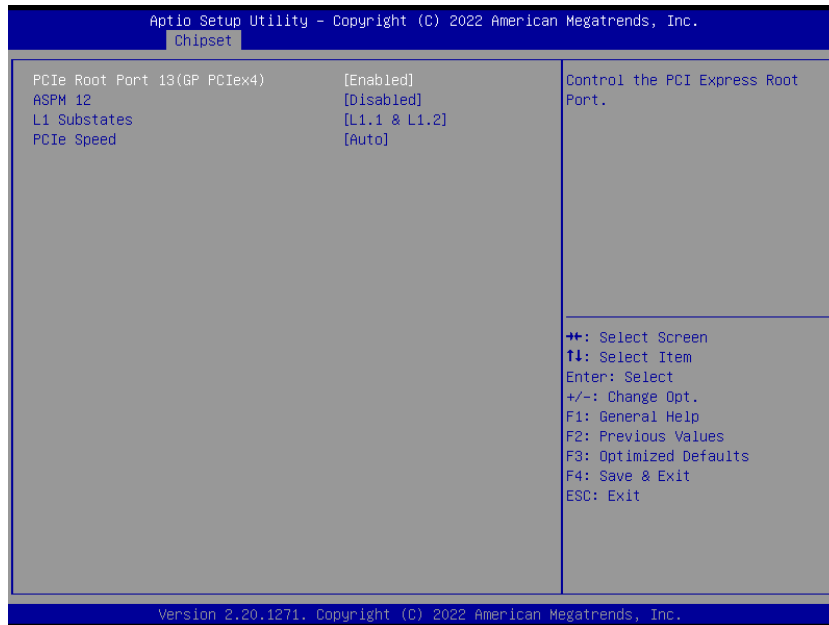 Aptio Setup Utility – Copyright (C) 2022 American Megatrends, Inc.
Chipset
PCIe Root Port 13(GP PCIex4) [Enabled]
ASPM 12 [Disabled]
L1 Substates [L1.1 & L1.2]
PCIe Speed [Auto]
Control the PCI Express Root
Port.
→←: Select Screen
↑↓: Select Item
Enter: Select
+/-: Change Opt.
F1: General Help
F2: Previous Values
F3: Optimized Defaults
F4: Save & Exit
ESC: Exit
Version 2.20.1271. Copyright (C) 2022 American Megatrends, Inc.